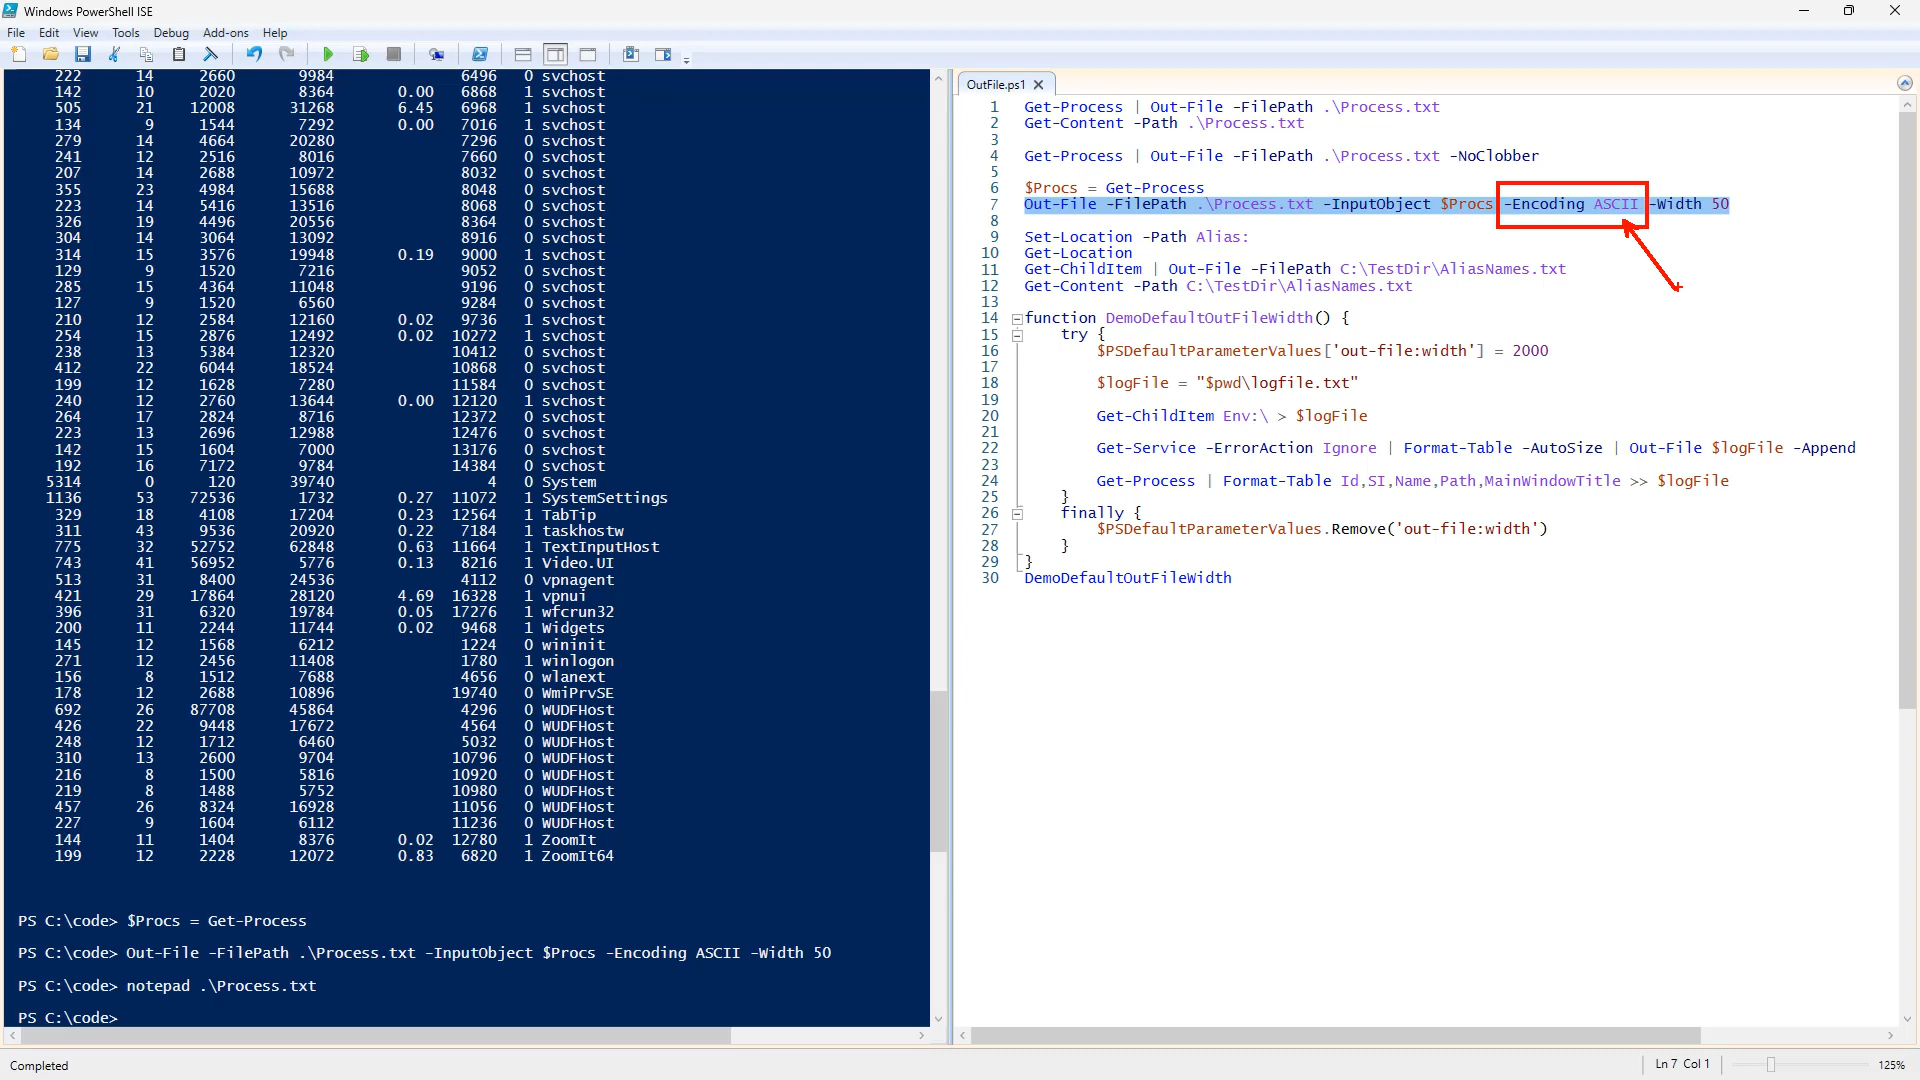 Windows PowerShell ISE
File Edit View Tools Debug Add-ons Help
222 14 2660 9984 6496 0 svchost
142 10 2020 8364 0.00 6868 1 svchost
505 21 12008 31268 6.45 6968 1 svchost
134 9 1544 7292 0.00 7016 1 svchost
279 14 4664 20280 7296 0 svchost
241 12 2516 8016 7660 0 svchost
207 14 2688 10972 8032 0 svchost
355 23 4984 15688 8048 0 svchost
223 14 5416 13516 8068 0 svchost
326 19 4496 20556 8364 0 svchost
304 14 3064 13092 8916 0 svchost
314 15 3576 19948 0.19 9000 1 svchost
129 9 1520 7216 9052 0 svchost
285 15 4364 11048 9196 0 svchost
127 9 1520 6560 9284 0 svchost
210 12 2584 12160 0.02 9736 1 svchost
254 15 2876 12492 0.02 10272 1 svchost
238 13 5384 12320 10412 0 svchost
412 22 6044 18524 10868 0 svchost
199 12 1628 7280 11584 0 svchost
240 12 2760 13644 0.00 12120 1 svchost
264 17 2824 8716 12372 0 svchost
223 13 2696 12988 12476 0 svchost
142 15 1604 7000 13176 0 svchost
192 16 7172 9784 14384 0 svchost
5314 0 120 39740 4 0 System
1136 53 72536 1732 0.27 11072 1 SystemSettings
329 18 4108 17204 0.23 12564 1 TabTip
311 43 9536 20920 0.22 7184 1 taskhostw
775 32 52752 62848 0.63 11664 1 TextInputHost
743 41 56952 5776 0.13 8216 1 Video.UI
513 31 8400 24536 4112 0 vpnagent
421 29 17864 28120 4.69 16328 1 vpnui
396 31 6320 19784 0.05 17276 1 wfcrun32
200 11 2244 11744 0.02 9468 1 Widgets
145 12 1568 6212 1224 0 wininit
271 12 2456 11408 1780 1 winlogon
156 8 1512 7688 4656 0 wlanext
178 12 2688 10896 19740 0 WmiPrvSE
692 26 87708 45864 4296 0 WUDFHost
426 22 9448 17672 4564 0 WUDFHost
248 12 1712 6460 5032 0 WUDFHost
310 13 2600 9704 10796 0 WUDFHost
216 8 1500 5816 10920 0 WUDFHost
219 8 1488 5752 10980 0 WUDFHost
457 26 8324 16928 11056 0 WUDFHost
227 9 1604 6112 11236 0 WUDFHost
144 11 1404 8376 0.02 12780 1 ZoomIt
199 12 2228 12072 0.83 6820 1 ZoomIt64
PS C:\code> $Procs = Get-Process
PS C:\code> Out-File -FilePath .\Process.txt -InputObject $Procs -Encoding ASCII -Width 50
PS C:\code> notepad .\Process.txt
PS C:\code>
OutFile.ps1
1 Get-Process | Out-File -FilePath .\Process.txt
2 Get-Content -Path .\Process.txt
3
4 Get-Process | Out-File -FilePath .\Process.txt -NoClobber
5
6 $Procs = Get-Process
7 Out-File -FilePath .\Process.txt -InputObject $Procs -Encoding ASCII -Width 50
8
9 Set-Location -Path Alias:
10 Get-Location
11 Get-ChildItem | Out-File -FilePath C:\TestDir\AliasNames.txt
12 Get-Content -Path C:\TestDir\AliasNames.txt
13
14 function DemoDefaultOutFileWidth() {
15 try {
16 $PSDefaultParameterValues['out-file:width'] = 2000
17
18 $logFile = "$pwd\logfile.txt"
19
20 Get-ChildItem Env:\ > $logFile
21
22 Get-Service -ErrorAction Ignore | Format-Table -AutoSize | Out-File $logFile -Append
23
24 Get-Process | Format-Table Id,SI,Name,Path,MainWindowTitle >> $logFile
25 }
26 finally {
27 $PSDefaultParameterValues.Remove('out-file:width')
28 }
29 }
30 DemoDefaultOutFileWidth
Completed
Ln 7 Col 1
125%